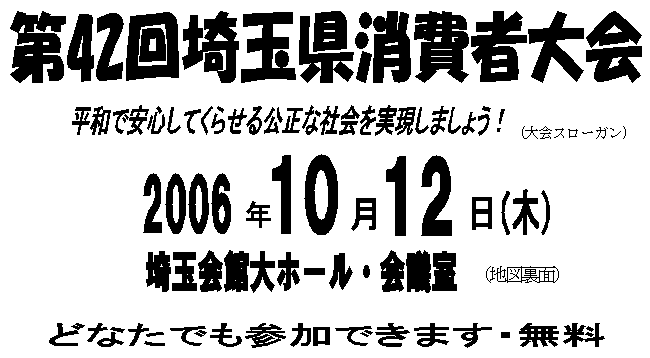 第42回埼玉県消費者大会
平和で安心してくらせる公正な社会を実現しましょう！ （大会スローガン）
2006年10月12日（木）
埼玉会館大ホール・会議室 （地図裏面）
どなたでも参加できます・無料